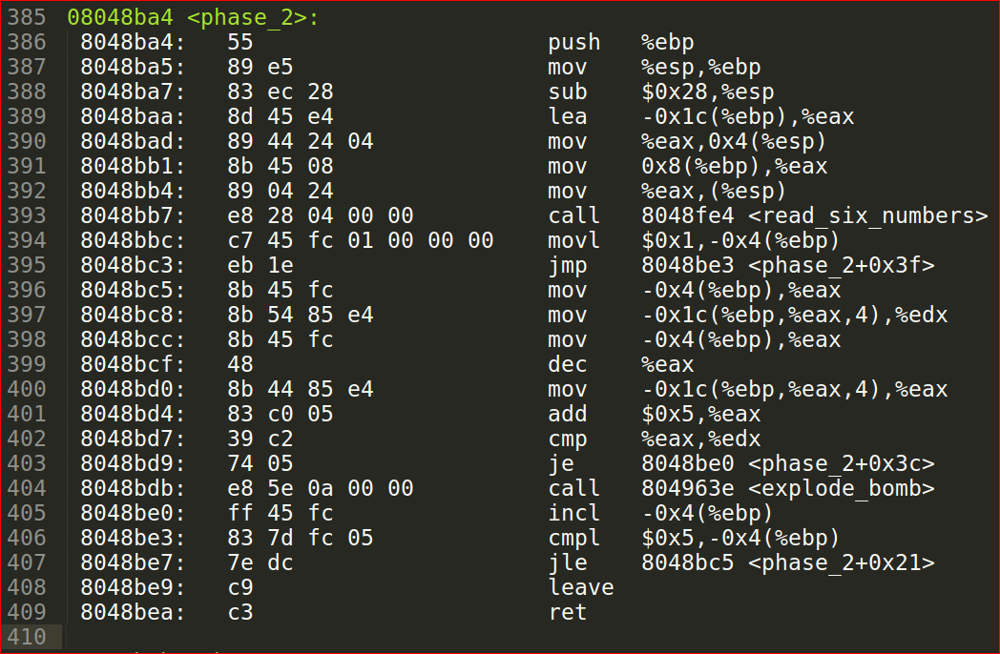 385 08048ba4 <phase_2>:
386 8048ba4: 55 push %ebp
387 8048ba5: 89 e5 mov %esp,%ebp
388 8048ba7: 83 ec 28 sub $0x28,%esp
389 8048baa: 8d 45 e4 lea -0x1c(%ebp),%eax
390 8048bad: 89 44 24 04 mov %eax,0x4(%esp)
391 8048bb1: 8b 45 08 mov 0x8(%ebp),%eax
392 8048bb4: 89 04 24 mov %eax,(%esp)
393 8048bb7: e8 28 04 00 00 call 8048fe4 <read_six_numbers>
394 8048bbc: c7 45 fc 01 00 00 00 movl $0x1,-0x4(%ebp)
395 8048bc3: eb 1e jmp 8048be3 <phase_2+0x3f>
396 8048bc5: 8b 45 fc mov -0x4(%ebp),%eax
397 8048bc8: 8b 54 85 e4 mov -0x1c(%ebp,%eax,4),%edx
398 8048bcc: 8b 45 fc mov -0x4(%ebp),%eax
399 8048bcf: 48 dec %eax
400 8048bd0: 8b 44 85 e4 mov -0x1c(%ebp,%eax,4),%eax
401 8048bd4: 83 c0 05 add $0x5,%eax
402 8048bd7: 39 c2 cmp %eax,%edx
403 8048bd9: 74 05 je 8048be0 <phase_2+0x3c>
404 8048bdb: e8 5e 0a 00 00 call 804963e <explode_bomb>
405 8048be0: ff 45 fc incl -0x4(%ebp)
406 8048be3: 83 7d fc 05 cmpl $0x5,-0x4(%ebp)
407 8048be7: 7e dc jle 8048bc5 <phase_2+0x21>
408 8048be9: c9 leave
409 8048bea: c3 ret
410